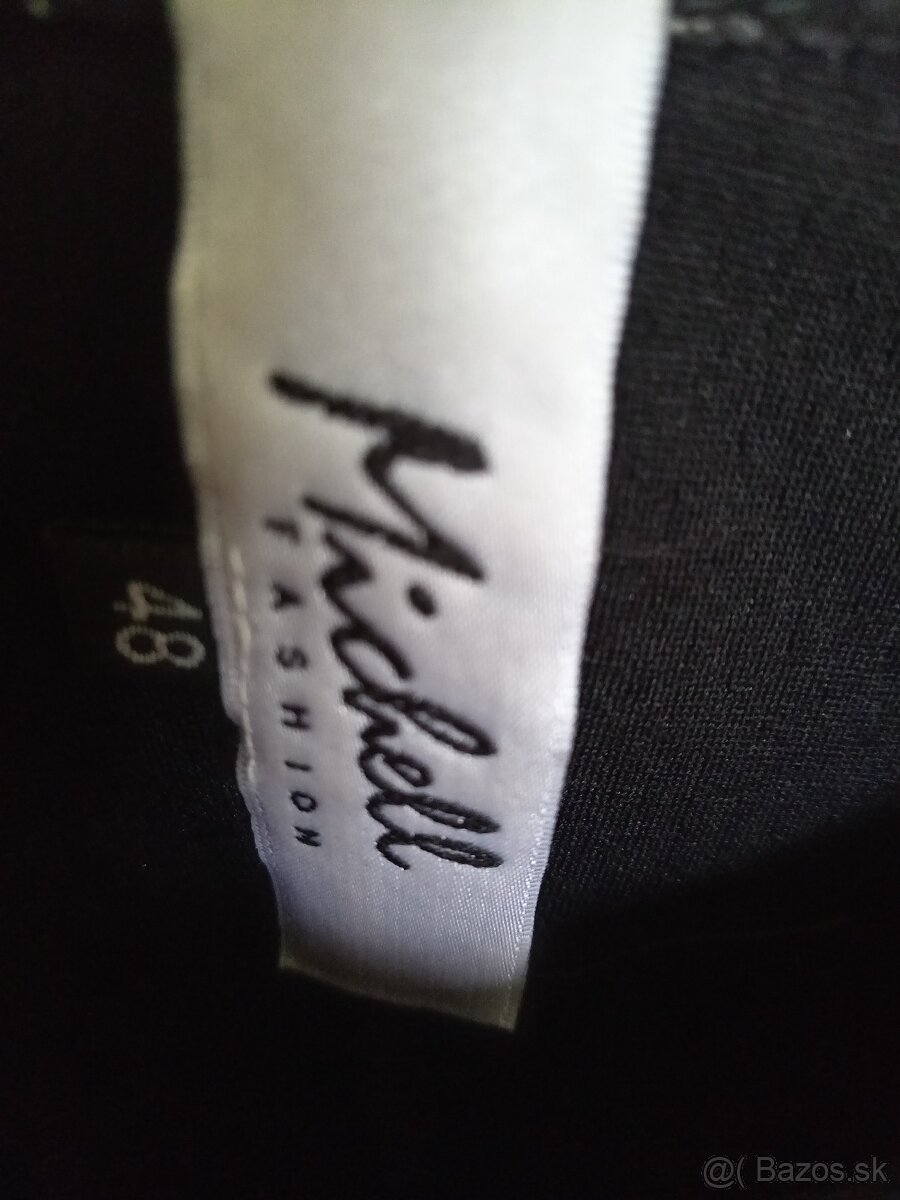 Michell
FASHION
48
@( Bazos.sk